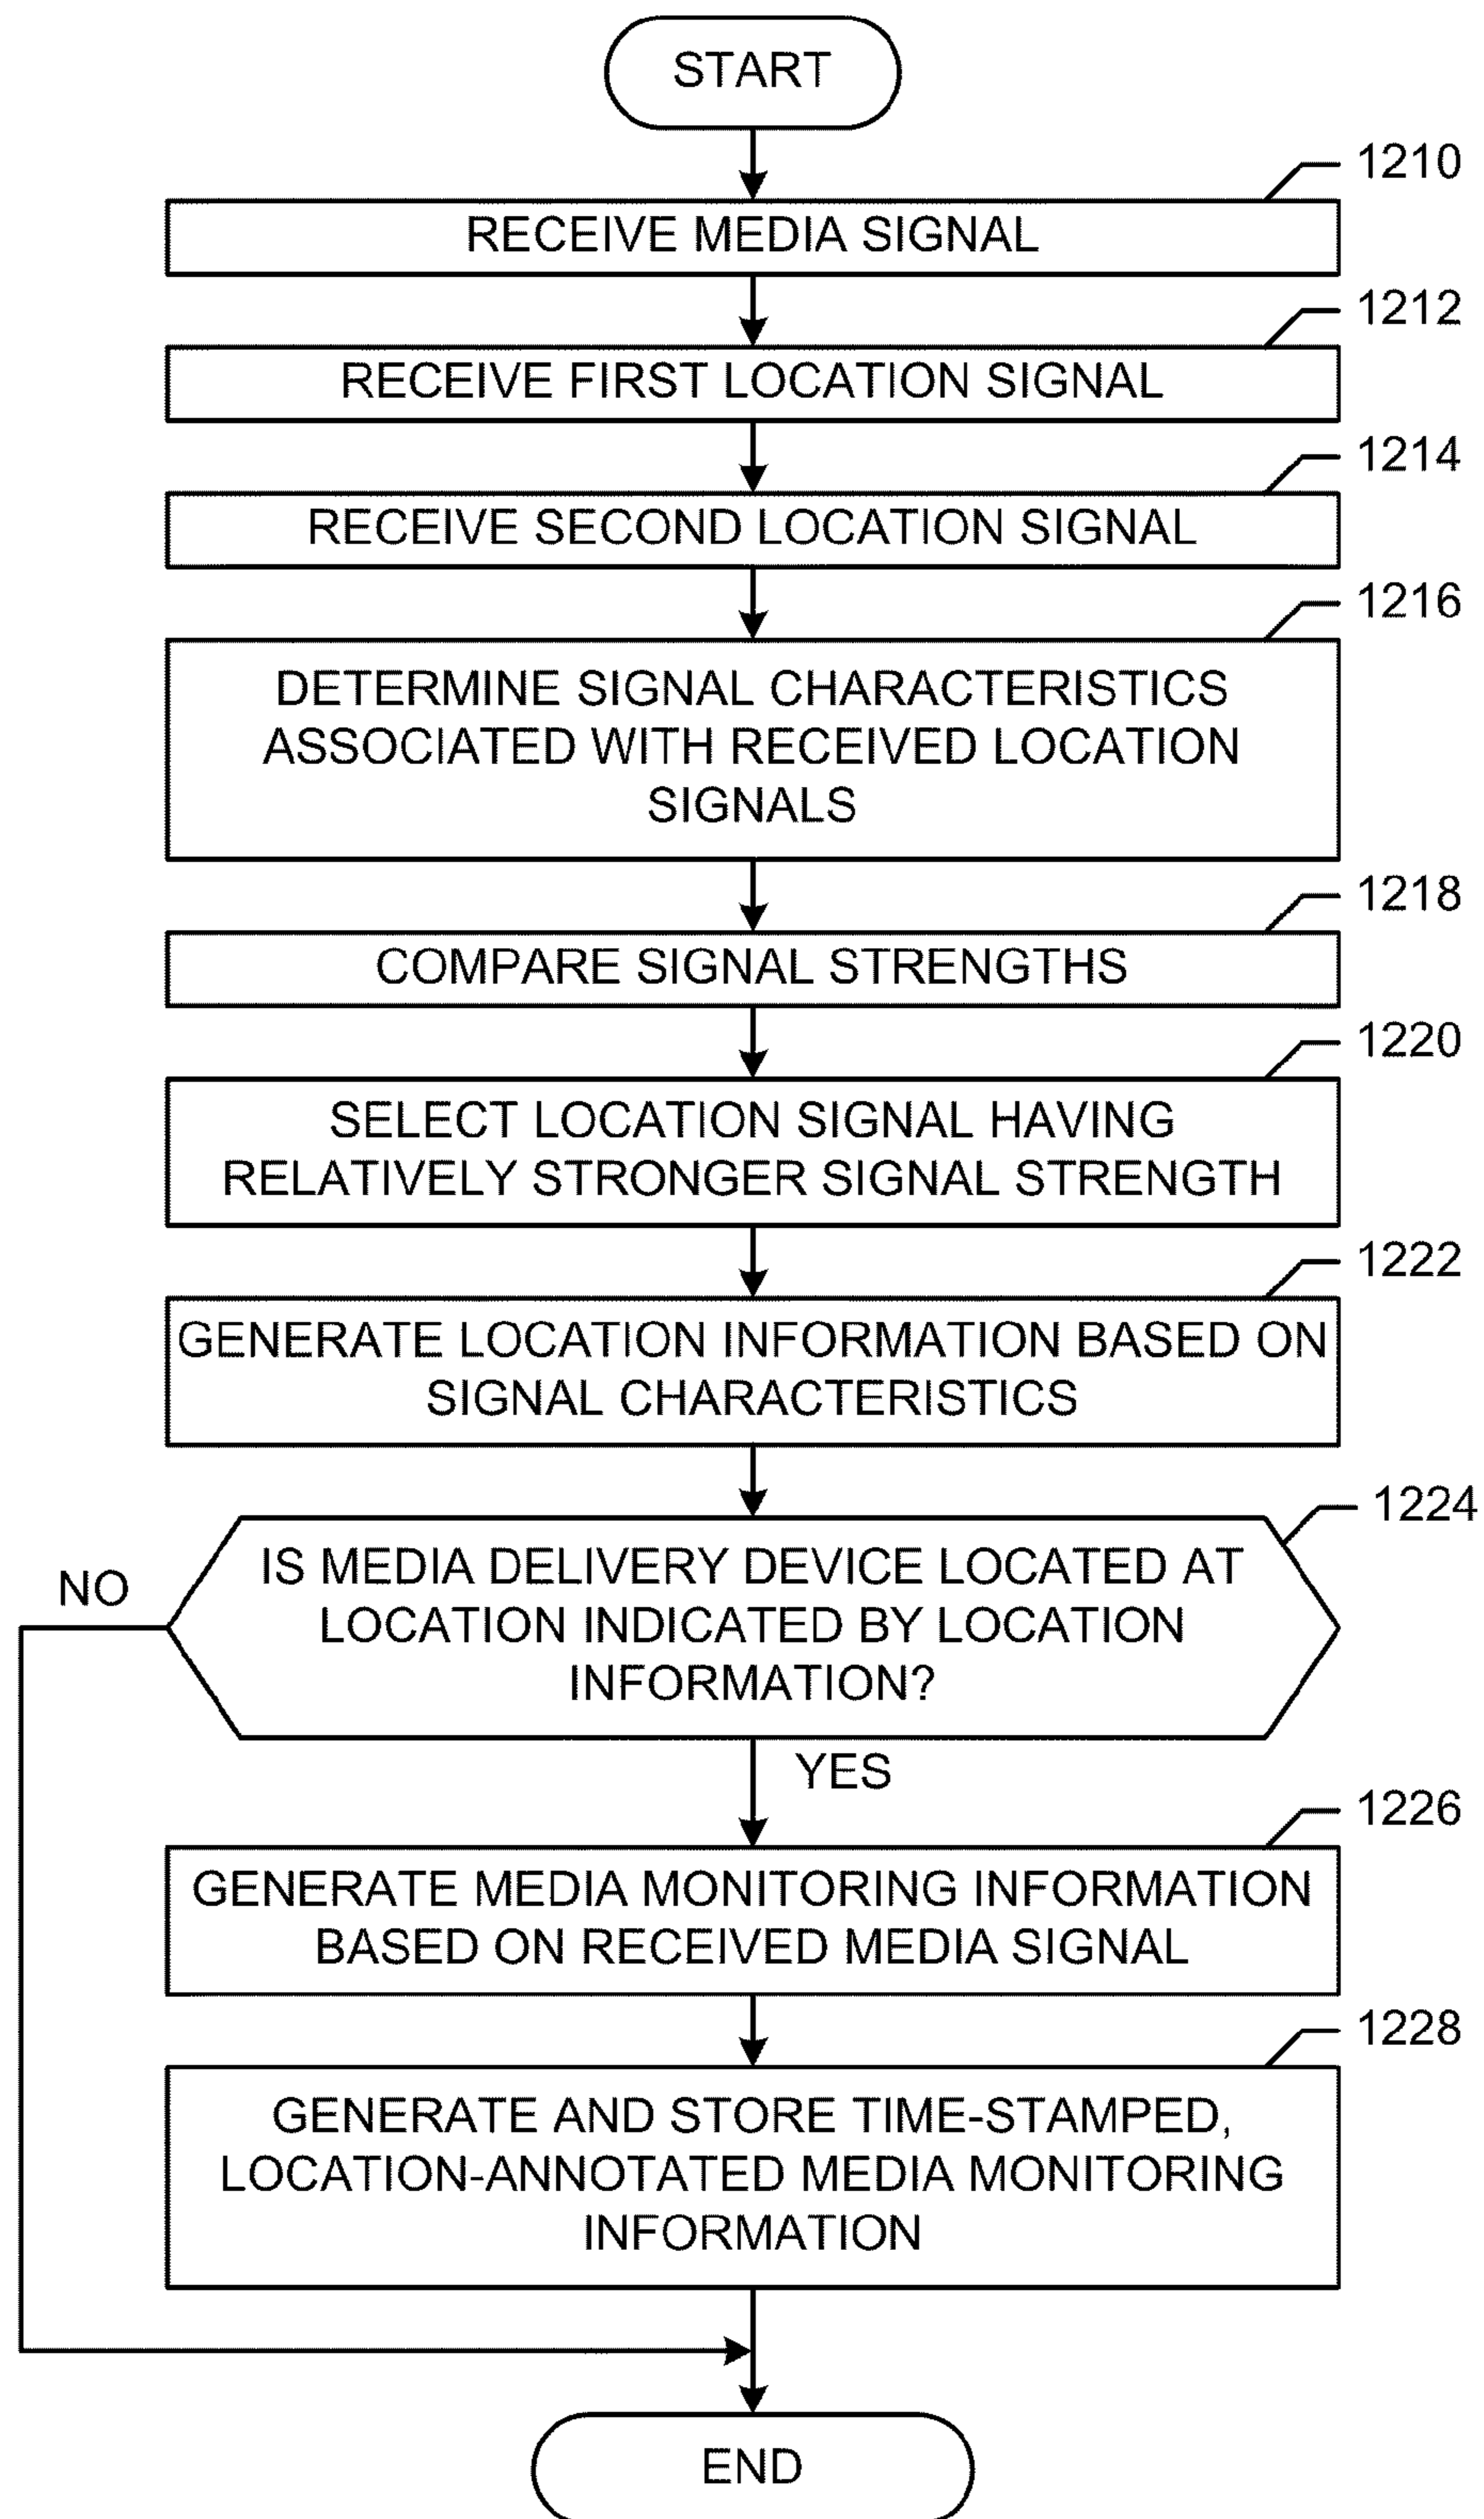 START
1210
RECEIVE MEDIA SIGNAL
1212
RECEIVE FIRST LOCATION SIGNAL
1214
RECEIVE SECOND LOCATION SIGNAL
1216
DETERMINE SIGNAL CHARACTERISTICS
ASSOCIATED WITH RECEIVED LOCATION
SIGNALS
1218
COMPARE SIGNAL STRENGTHS
1220
SELECT LOCATION SIGNAL HAVING
RELATIVELY STRONGER SIGNAL STRENGTH
1222
GENERATE LOCATION INFORMATION BASED ON
SIGNAL CHARACTERISTICS
1224
IS MEDIA DELIVERY DEVICE LOCATED AT
LOCATION INDICATED BY LOCATION
INFORMATION?
NO
YES
1226
GENERATE MEDIA MONITORING INFORMATION
BASED ON RECEIVED MEDIA SIGNAL
1228
GENERATE AND STORE TIME-STAMPED,
LOCATION-ANNOTATED MEDIA MONITORING
INFORMATION
END